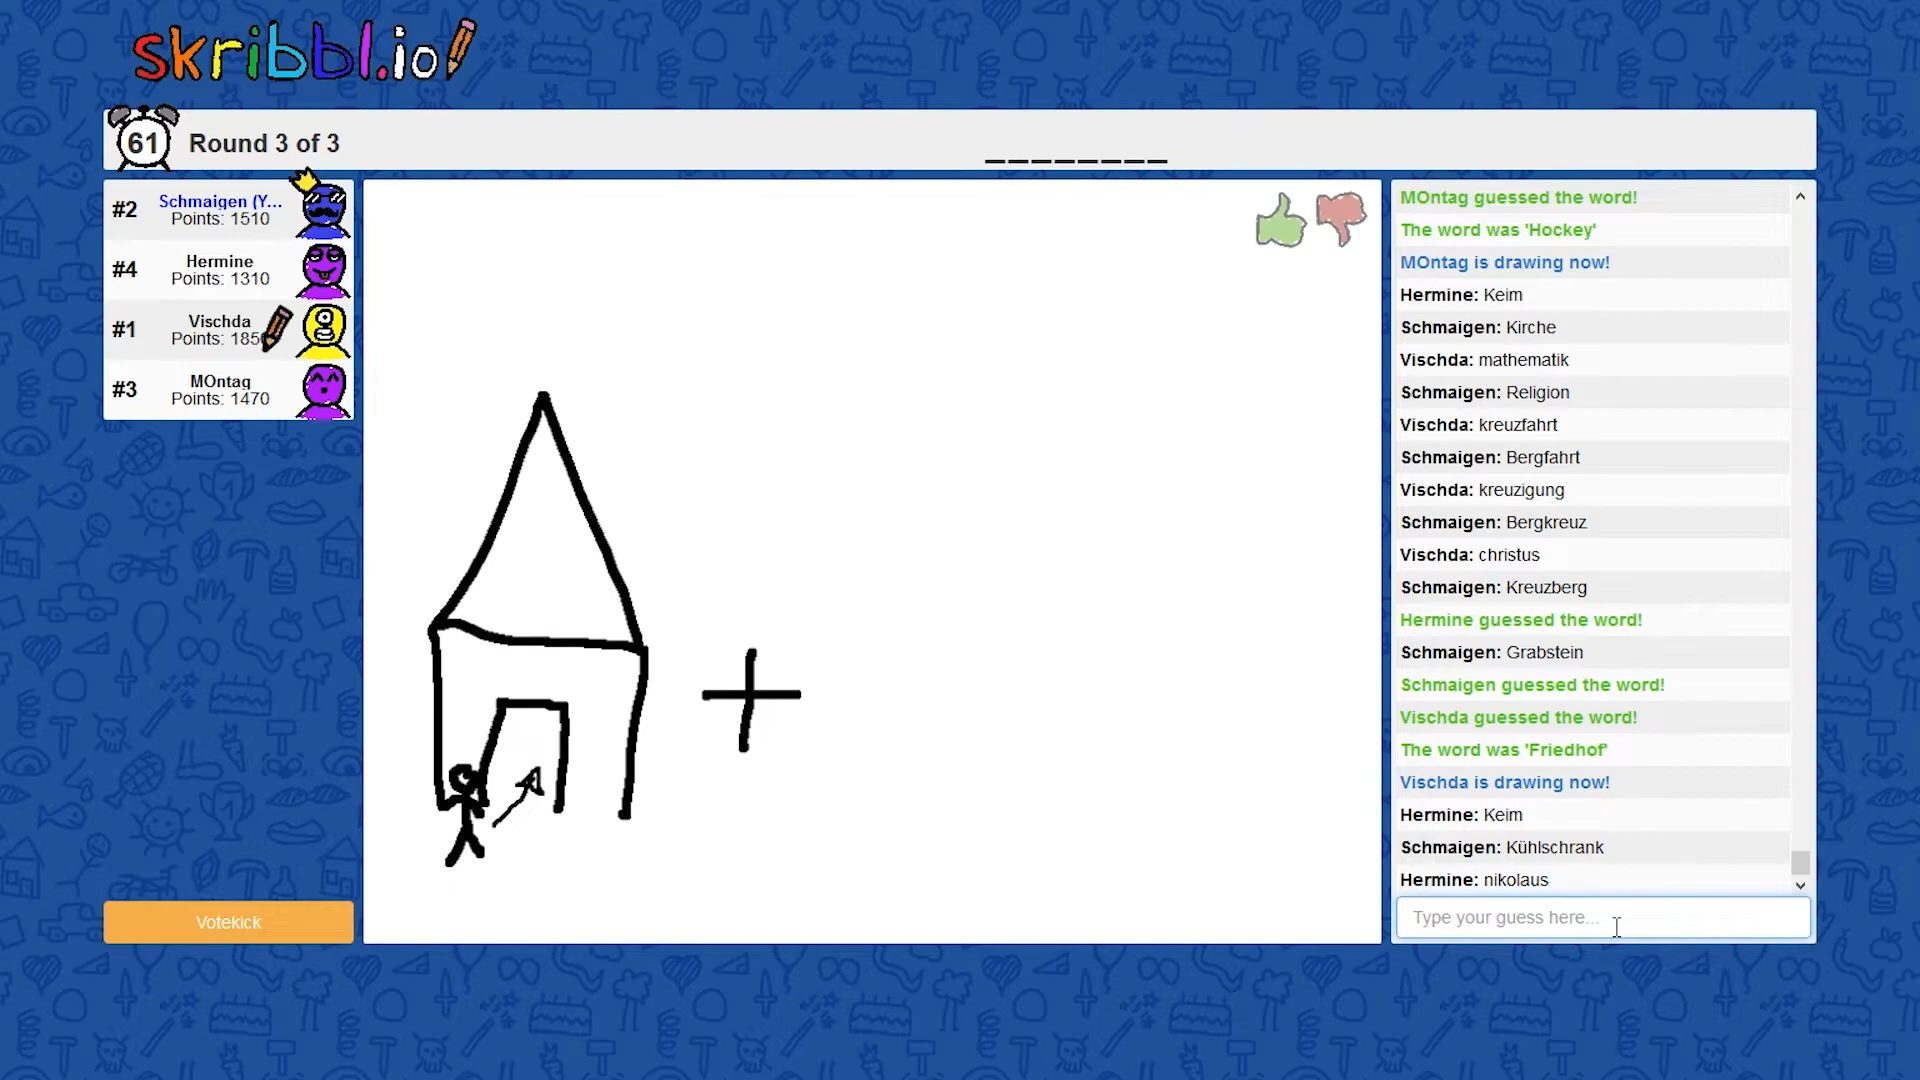 skribbl.io
61
Round 3 of 3
________
#2
Schmaigen (Y...
Points: 1510
#4
Hermine
Points: 1310
#1
Vischda
#3
MOntag
Points: 1470
Votekick
MOntag guessed the word!
The word was 'Hockey'
MOntag is drawing now!
Hermine: Keim
Schmaigen: Kirche
Vischda: mathematik
Schmaigen: Religion
Vischda: kreuzfahrt
Schmaigen: Bergfahrt
Vischda: kreuzigung
Schmaigen: Bergkreuz
Vischda: christus
Schmaigen: Kreuzberg
Hermine guessed the word!
Schmaigen: Grabstein
Schmaigen guessed the word!
Vischda guessed the word!
The word was 'Friedhof'
Vischda is drawing now!
Hermine: Keim
Schmaigen: Kühlschrank
Hermine: nikolaus
Type your guess here...